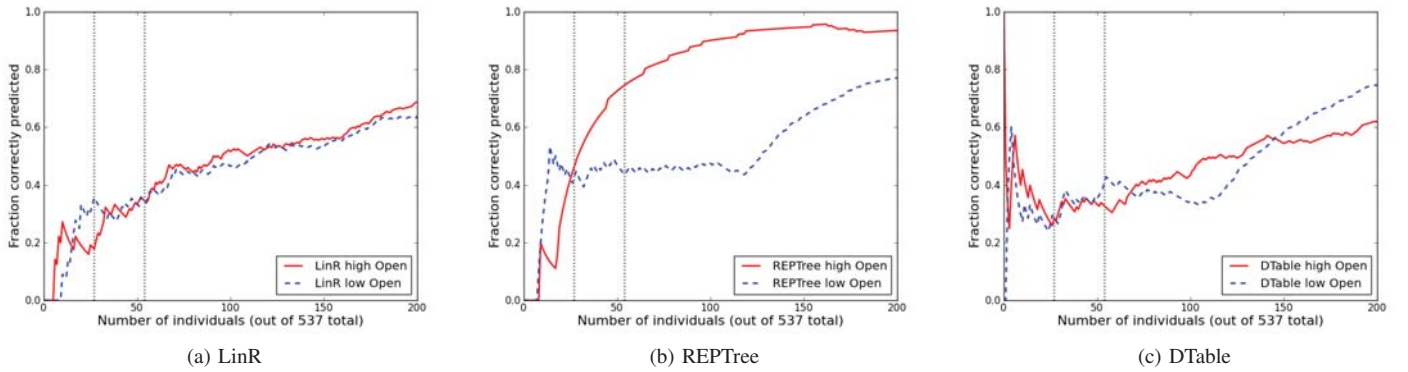 1.0
0.8
0.6
0.4
0.2
0.0
Fraction correctly predicted
LinR high Open
LinR low Open
0 50 100 150 200
Number of individuals (out of 537 total)
(a) LinR
1.0
0.8
0.6
0.4
0.2
0.0
Fraction correctly predicted
REPTree high Open
REPTree low Open
0 50 100 150 200
Number of individuals (out of 537 total)
(b) REPTree
1.0
0.8
0.6
0.4
0.2
0.0
Fraction correctly predicted
DTable high Open
DTable low Open
0 50 100 150 200
Number of individuals (out of 537 total)
(c) DTable